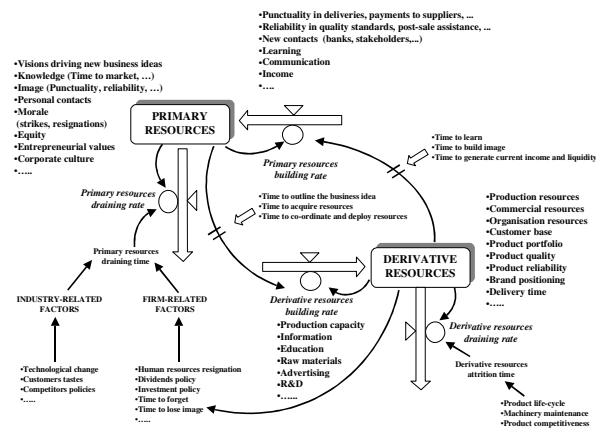 •Punctuality in deliveries, payments to suppliers, ...
•Reliability in quality standards, post-sale assistance, ...
•New contacts (banks, stakeholders,...)
•Learning
•Communication
•Income
•….
•Visions driving new business ideas
•Knowledge (Time to market, …)
•Image (Punctuality, reliability, …)
•Personal contacts
•Morale
(strikes, resignations)
•Equity
•Entrepreneurial values
•Corporate culture
•…..
PRIMARY
RESOURCES
Primary resources
building rate
•Time to learn
•Time to build image
•Time to generate current income and liquidity
Primary resources
draining rate
•Time to outline the business idea
•Time to acquire resources
•Time to co-ordinate and deploy resources
•Production resources
•Commercial resources
•Organisation resources
•Customer base
•Product portfolio
•Product quality
•Product reliability
•Brand positioning
•Delivery time
•…..
Primary resources
draining time
DERIVATIVE
RESOURCES
INDUSTRY-RELATED
FACTORS
FIRM-RELATED
FACTORS
Derivative resources
building rate
•Production capacity
•Information
•Education
•Raw materials
•Advertising
•R&D
•…...
Derivative resources
draining rate
Derivative resources
attrition time
•Technological change
•Customers tastes
•Competitors policies
•…..
•Human resources resignation
•Dividends policy
•Investment policy
•Time to forget
•Time to lose image
•…..
•Product life-cycle
•Machinery maintenance
•Product competitiveness